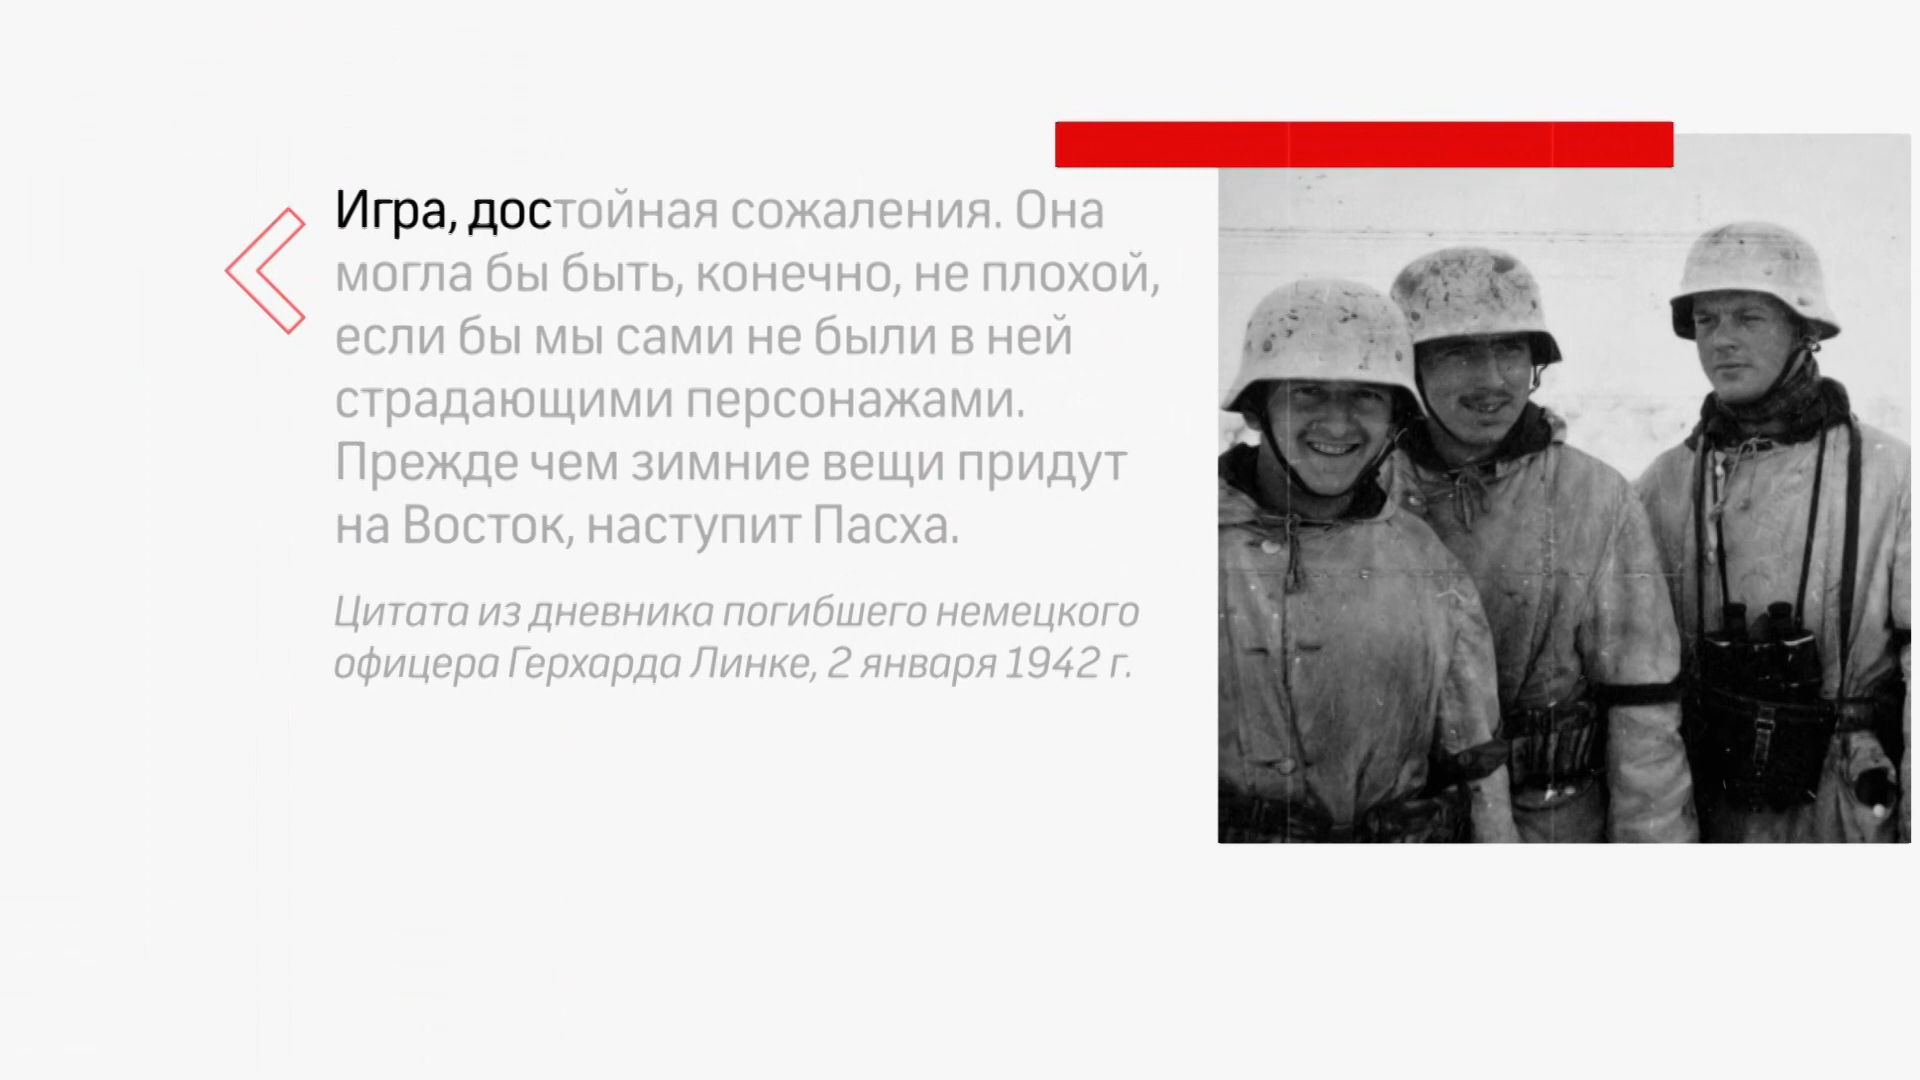 Игра, достойная сожаления. Она
могла бы быть, конечно, не плохой,
если бы мы сами не были в ней
страдающими персонажами.
Прежде чем зимние вещи придут
на Восток, наступит Пасха.
Цитата из дневника погибшего немецкого
офицера Герхарда Линке, 2 января 1942 г.